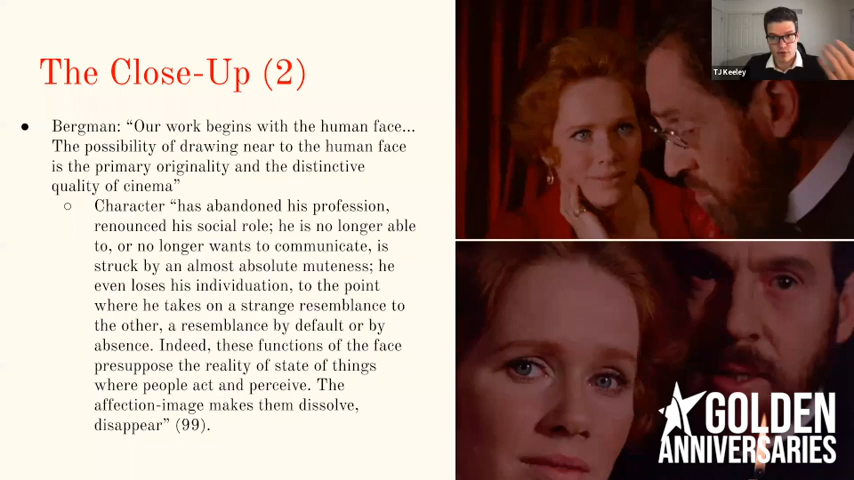 The Close-Up (2)
● Bergman: “Our work begins with the human face...
The possibility of drawing near to the human face
is the primary originality and the distinctive
quality of cinema”
○ Character “has abandoned his profession,
renounced his social role; he is no longer able
to, or no longer wants to communicate, is
struck by an almost absolute muteness; he
even loses his individuation, to the point
where he takes on a strange resemblance to
the other, a resemblance by default or by
absence. Indeed, these functions of the face
presuppose the reality of state of things
where people act and perceive. The
affection-image makes them dissolve,
disappear” (99).
TJ Keeley
GOLDEN
ANNIVERSARIES